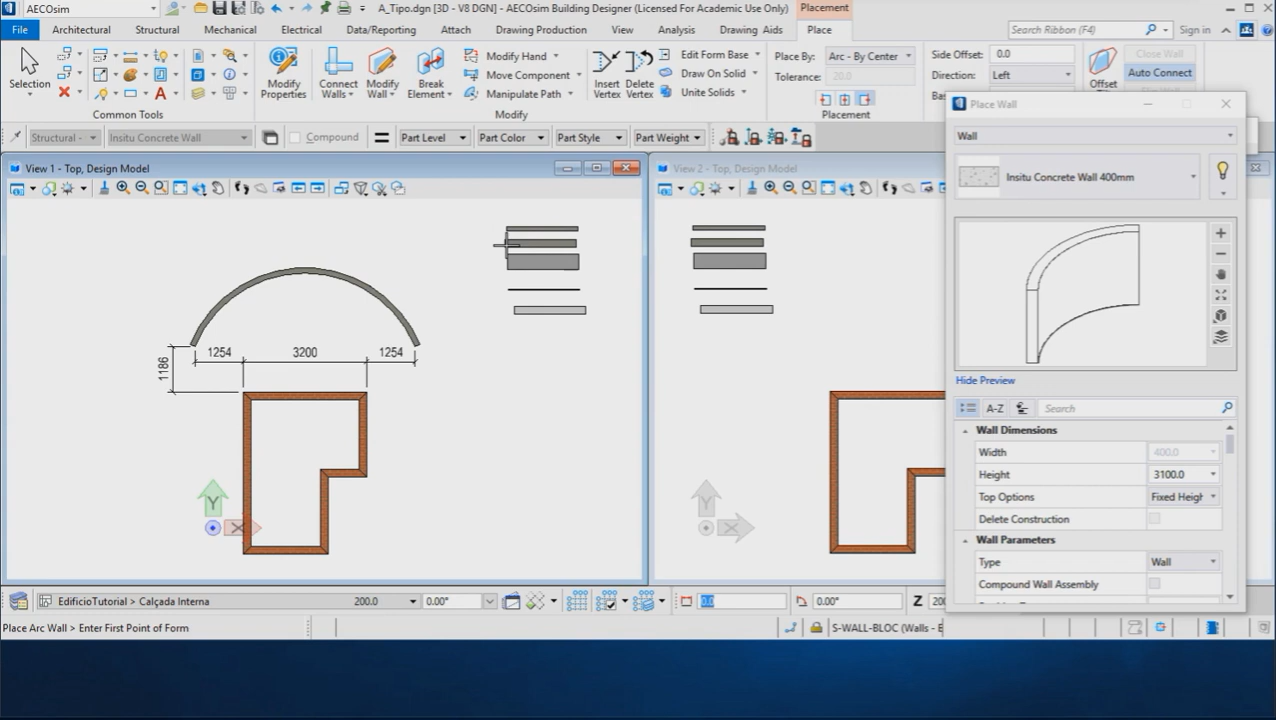 AECOsim
A_Tipo.dgn [3D - V8 DGN] - AECOsim Building Designer (Licensed For Academic Use Only)
Placement
File Architectural Structural Mechanical Electrical Data/Reporting Attach Drawing Production View Analysis Drawing Aids Place Search Ribbon (F4) Sign in
Selection
Common Tools
Modify Properties
Connect Walls
Modify Wall
Break Element
Modify Hand
Move Component
Manipulate Path
Insert Vertex
Delete Vertex
Edit Form Base
Draw On Solid
Unite Solids
Modify
Place By: Arc - By Center
Tolerance: 20.0
Placement
Side Offset: 0.0
Direction: Left
Bas
Offset
Close Wall
Auto Connect
Structural - Insitu Concrete Wall Compound Part Level Part Color Part Style Part Weight
View 1 - Top, Design Model
View 2 - Top, Design Model
1254 3200 1254
1186
Y
X
Y
X
Place Wall
Wall
Insitu Concrete Wall 400mm
Hide Preview
A-Z Search
Wall Dimensions
Width 400.0
Height 3100.0
Top Options Fixed Heigh
Delete Construction
Wall Parameters
Type Wall
Compound Wall Assembly
EdificioTutorial - Calçada Interna 200.0 0.00° 0.0 0.00° Z 200
Place Arc Wall > Enter First Point of Form S-WALL-BLOC (Walls - E